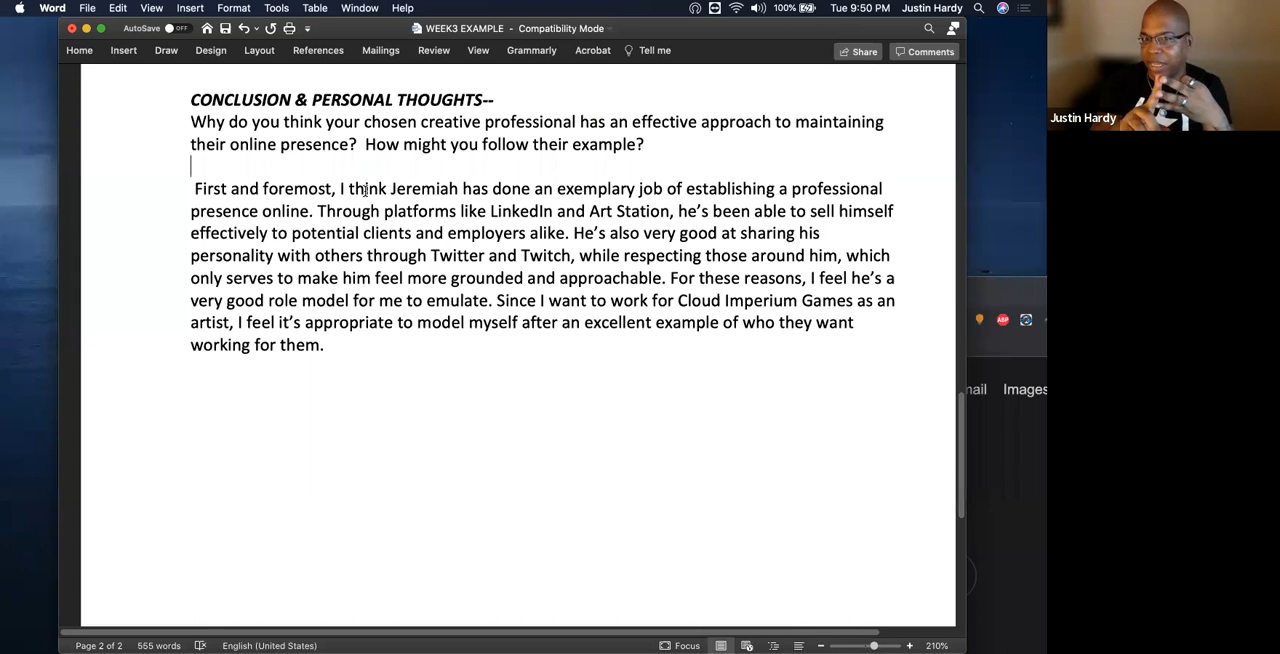 Word File Edit View Insert Format Tools Table Window Help 100% Tue 9:50 PM Justin Hardy
AutoSave OFF WEEK3 EXAMPLE - Compatibility Mode
Home Insert Draw Design Layout References Mailings Review View Grammarly Acrobat Tell me Share Comments
CONCLUSION & PERSONAL THOUGHTS--
Why do you think your chosen creative professional has an effective approach to maintaining
their online presence?  How might you follow their example?
First and foremost, I think Jeremiah has done an exemplary job of establishing a professional
presence online. Through platforms like LinkedIn and Art Station, he's been able to sell himself
effectively to potential clients and employers alike. He's also very good at sharing his
personality with others through Twitter and Twitch, while respecting those around him, which
only serves to make him feel more grounded and approachable. For these reasons, I feel he's a
very good role model for me to emulate. Since I want to work for Cloud Imperium Games as an
artist, I feel it's appropriate to model myself after an excellent example of who they want
working for them.
Page 2 of 2 555 words English (United States) Focus 210%
Justin Hardy
ABP
mail Images